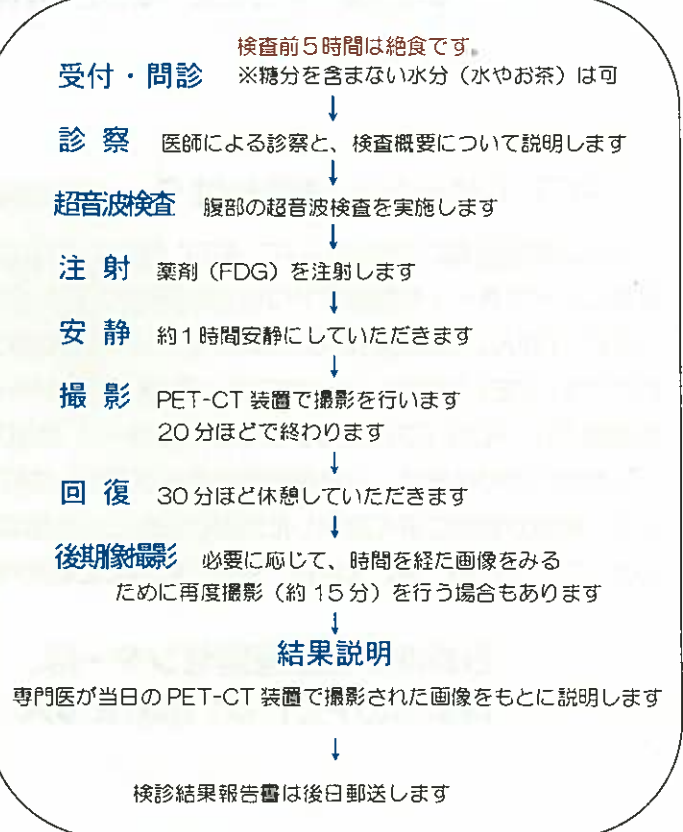 検査前5時間は絶食です。
受付・問診 ※糖分を含まない水分（水やお茶）は可
↓
診 察 医師による診察と、検査概要について説明します
↓
超音波検査 腹部の超音波検査を実施します
↓
注 射 薬剤（FDG）を注射します
↓
安 静 約1時間安静にしていただきます
↓
撮 影 PET-CT 装置で撮影を行います
20分ほどで終わります
↓
回 復 30分ほど休憩していただきます
↓
後期像撮影 必要に応じて、時間を経た画像をみる
ために再度撮影（約15分）を行う場合もあります
↓
結果説明
専門医が当日の PET-CT 装置で撮影された画像をもとに説明します
↓
検診結果報告書は後日郵送します